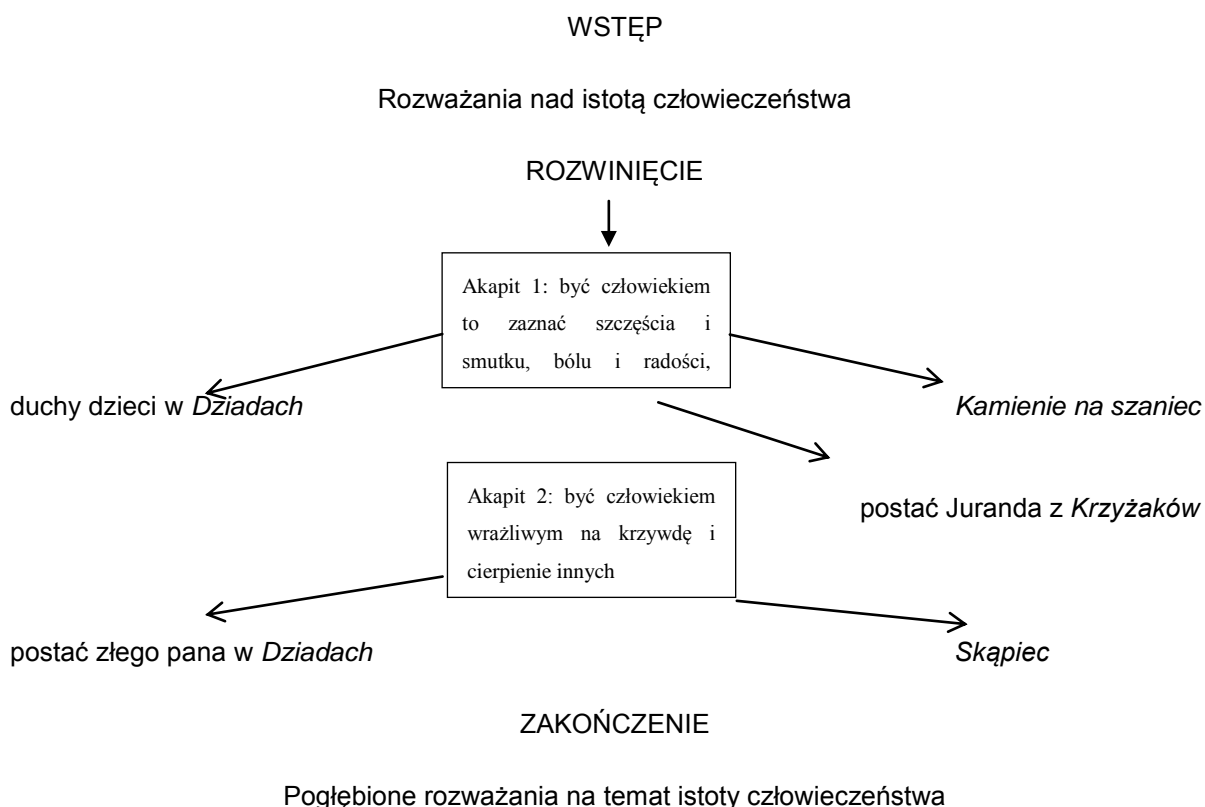 WSTĘP
Rozważania nad istotą człowieczeństwa
ROZWINIĘCIE
Akapit 1: być człowiekiem
to zaznać szczęścia i
smutku, bólu i radości,
duchy dzieci w Dziadach
Kamienie na szaniec
postać Juranda z Krzyżaków
Akapit 2: być człowiekiem
wrażliwym na krzywdę i
cierpienie innych
postać złego pana w Dziadach
Skąpiec
ZAKOŃCZENIE
Pogłębione rozważania na temat istoty człowieczeństwa